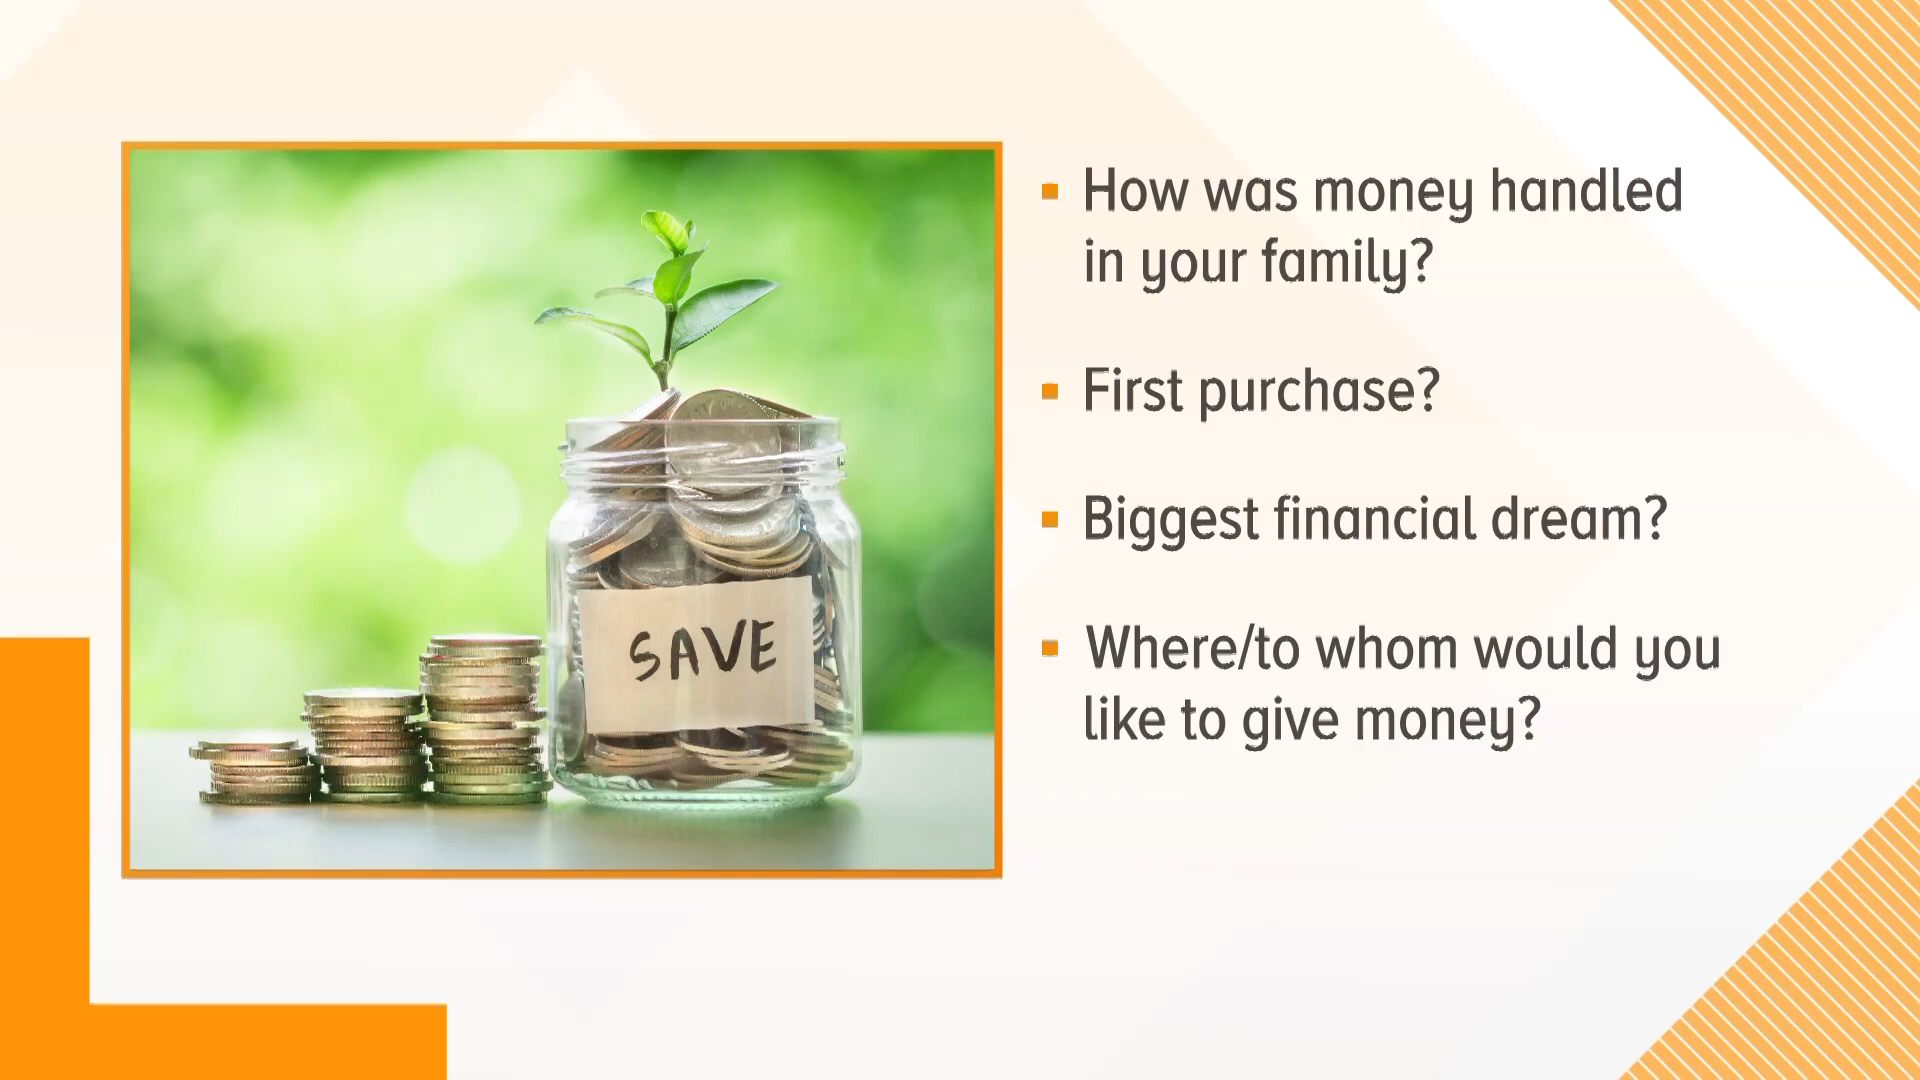 How was money handled
in your family?
First purchase?
Biggest financial dream?
Where/to whom would you
like to give money?
SAVE